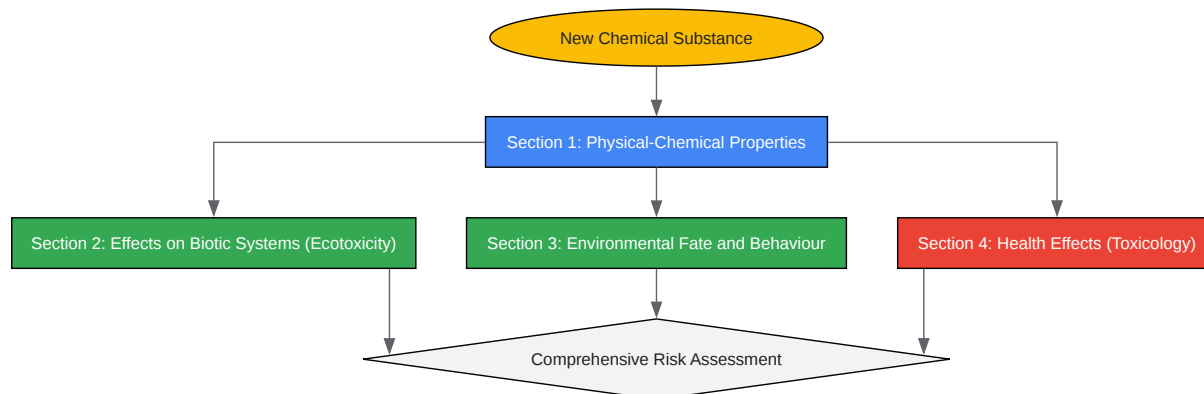 New Chemical Substance
Section 1: Physical-Chemical Properties
Section 2: Effects on Biotic Systems (Ecotoxicity)
Section 3: Environmental Fate and Behaviour
Section 4: Health Effects (Toxicology)
Comprehensive Risk Assessment